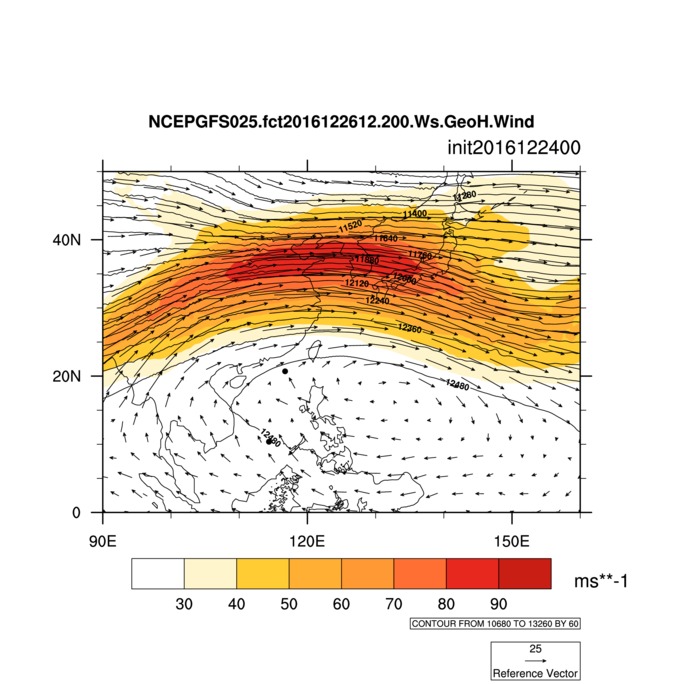 NCEPGFS025.fct2016122612.200.Ws.GeoH.Wind
init2016122400
11280
11400
11520
11640
40N
11760
11880
12000
12120
12240
12360
20N
12480
12480
0
90E 120E 150E
ms**-1
30 40 50 60 70 80 90
CONTOUR FROM 10680 TO 13260 BY 60
25
Reference Vector